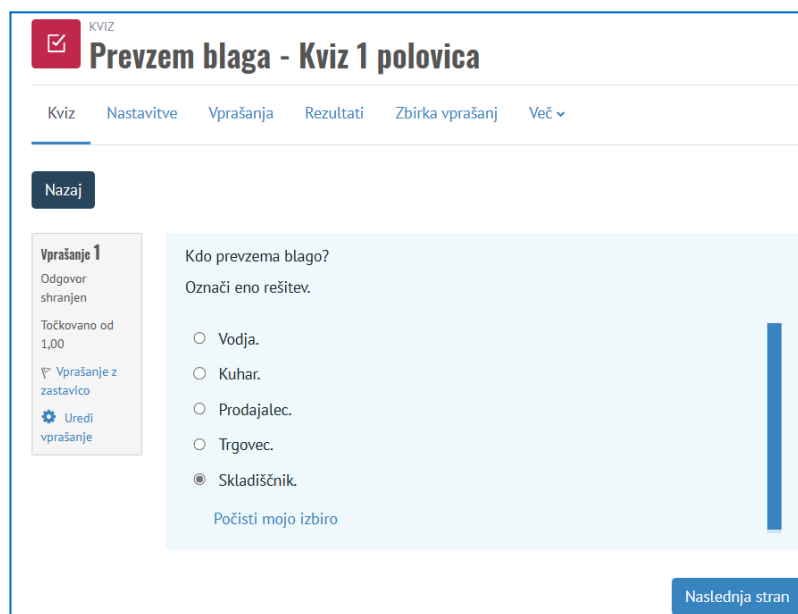 KVIZ
Prevzem blaga - Kviz 1 polovica
Kviz Nastavitve Vprašanja Rezultati Zbirka vprašanj Več
Nazaj
Vprašanje 1
Odgovor
shranjen
Točkovano od
1,00
Vprašanje z
zastavico
Uredi
vprašanje
Kdo prevzema blago?
Označi eno rešitev.
Vodja.
Kuhar.
Prodajalec.
Trgovec.
Skladiščnik.
Počisti mojo izbiro
Naslednja stran